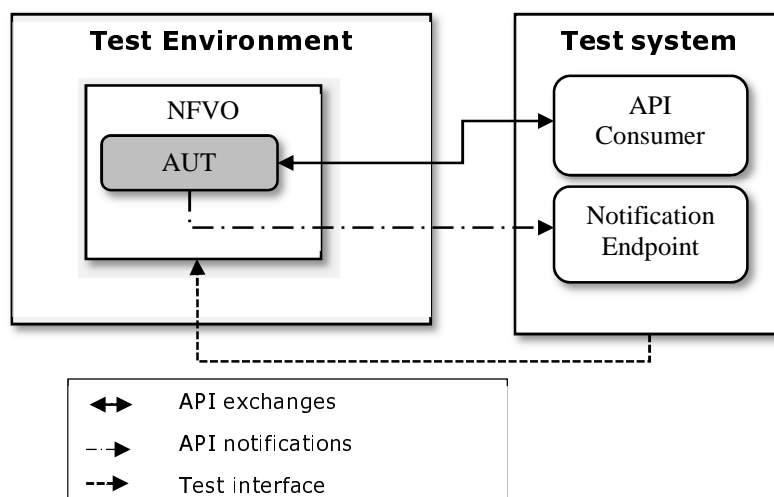 Test Environment
Test system
NFVO
AUT
API
Consumer
Notification
Endpoint
API exchanges
API notifications
Test interface